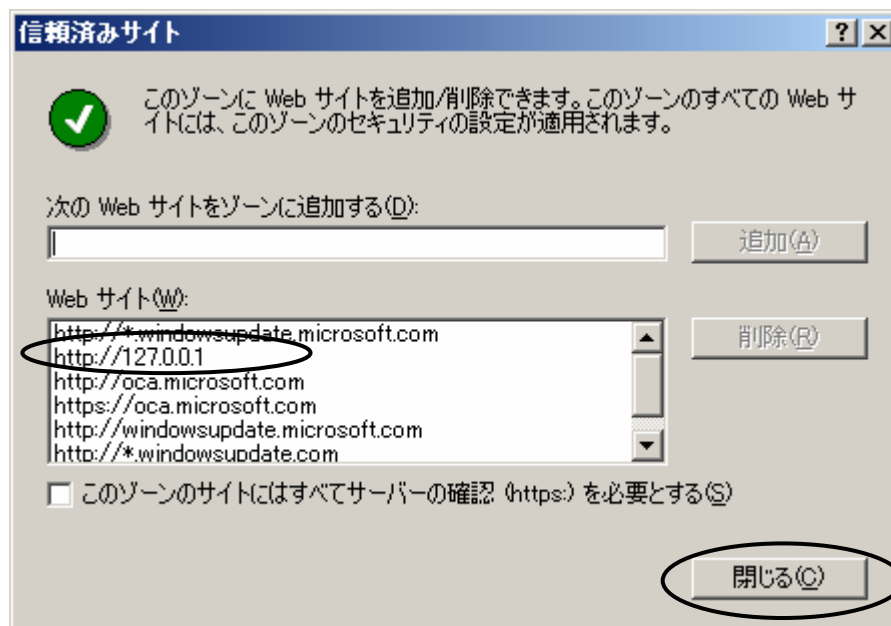 信頼済みサイト
このゾーンに Web サイトを追加/削除できます。このゾーンのすべての Web サ
イトには、このゾーンのセキュリティの設定が適用されます。
次の Web サイトをゾーンに追加する(D):
追加(A)
Web サイト(W):
http://*.windowsupdate.microsoft.com
http://127.0.0.1
http://oca.microsoft.com
https://oca.microsoft.com
http://windowsupdate.microsoft.com
http://*.windowsupdate.com
削除(R)
このゾーンのサイトにはすべてサーバーの確認 (https:) を必要とする(S)
閉じる(C)